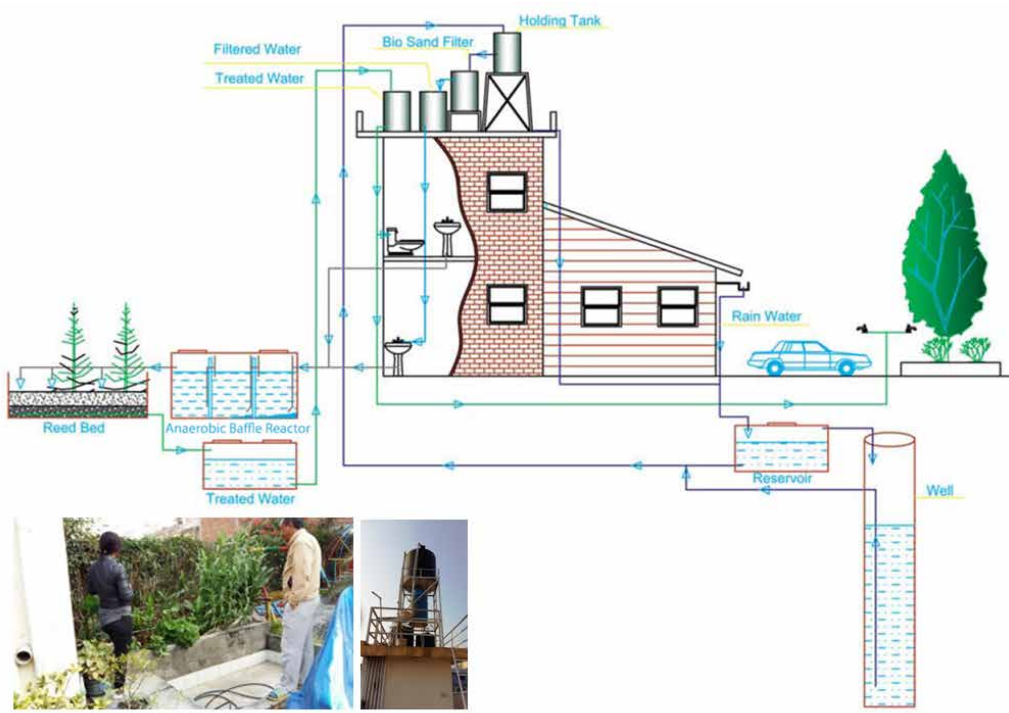 Holding Tank
Bio Sand Filter
Filtered Water
Treated Water
Rain Water
Reed Bed
Anaerobic Baffle Reactor
Treated Water
Reservoir
Well